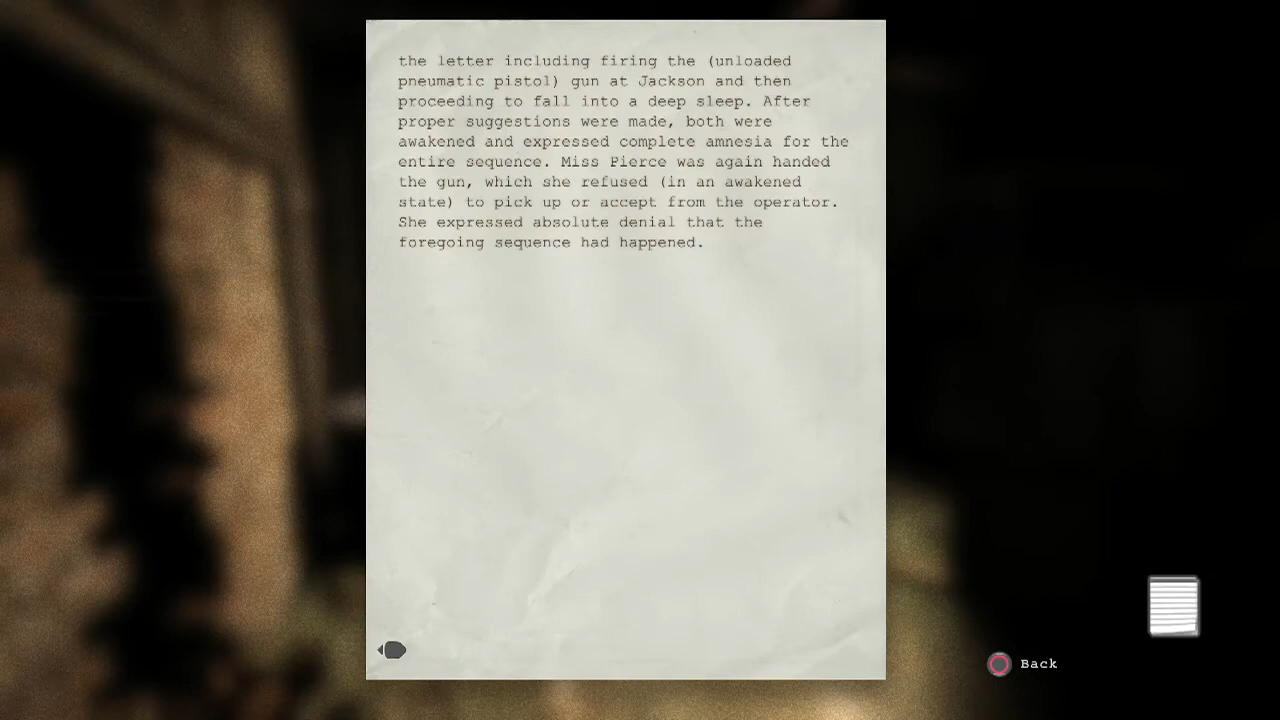 the letter including firing the (unloaded
pneumatic pistol) gun at Jackson and then
proceeding to fall into a deep sleep. After
proper suggestions were made, both were
awakened and expressed complete amnesia for the
entire sequence. Miss Pierce was again handed
the gun, which she refused (in an awakened
state) to pick up or accept from the operator.
She expressed absolute denial that the
foregoing sequence had happened.
Back